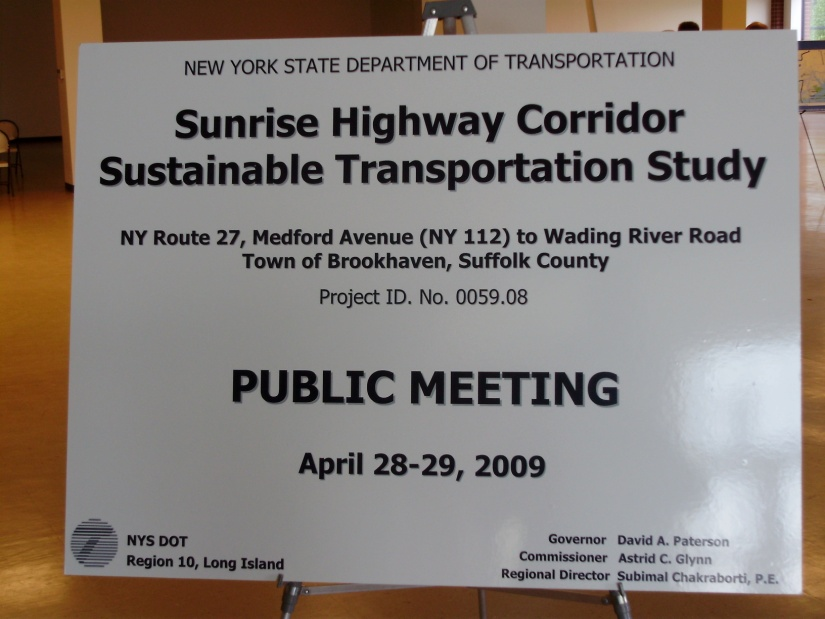 NEW YORK STATE DEPARTMENT OF TRANSPORTATION
Sunrise Highway Corridor
Sustainable Transportation Study
NY Route 27, Medford Avenue (NY 112) to Wading River Road
Town of Brookhaven, Suffolk County
Project ID. No. 0059.08
PUBLIC MEETING
April 28-29, 2009
NYS DOT
Region 10, Long Island
Governor David A. Paterson
Commissioner Astrid C. Glynn
Regional Director Subimal Chakraborti, P.E.